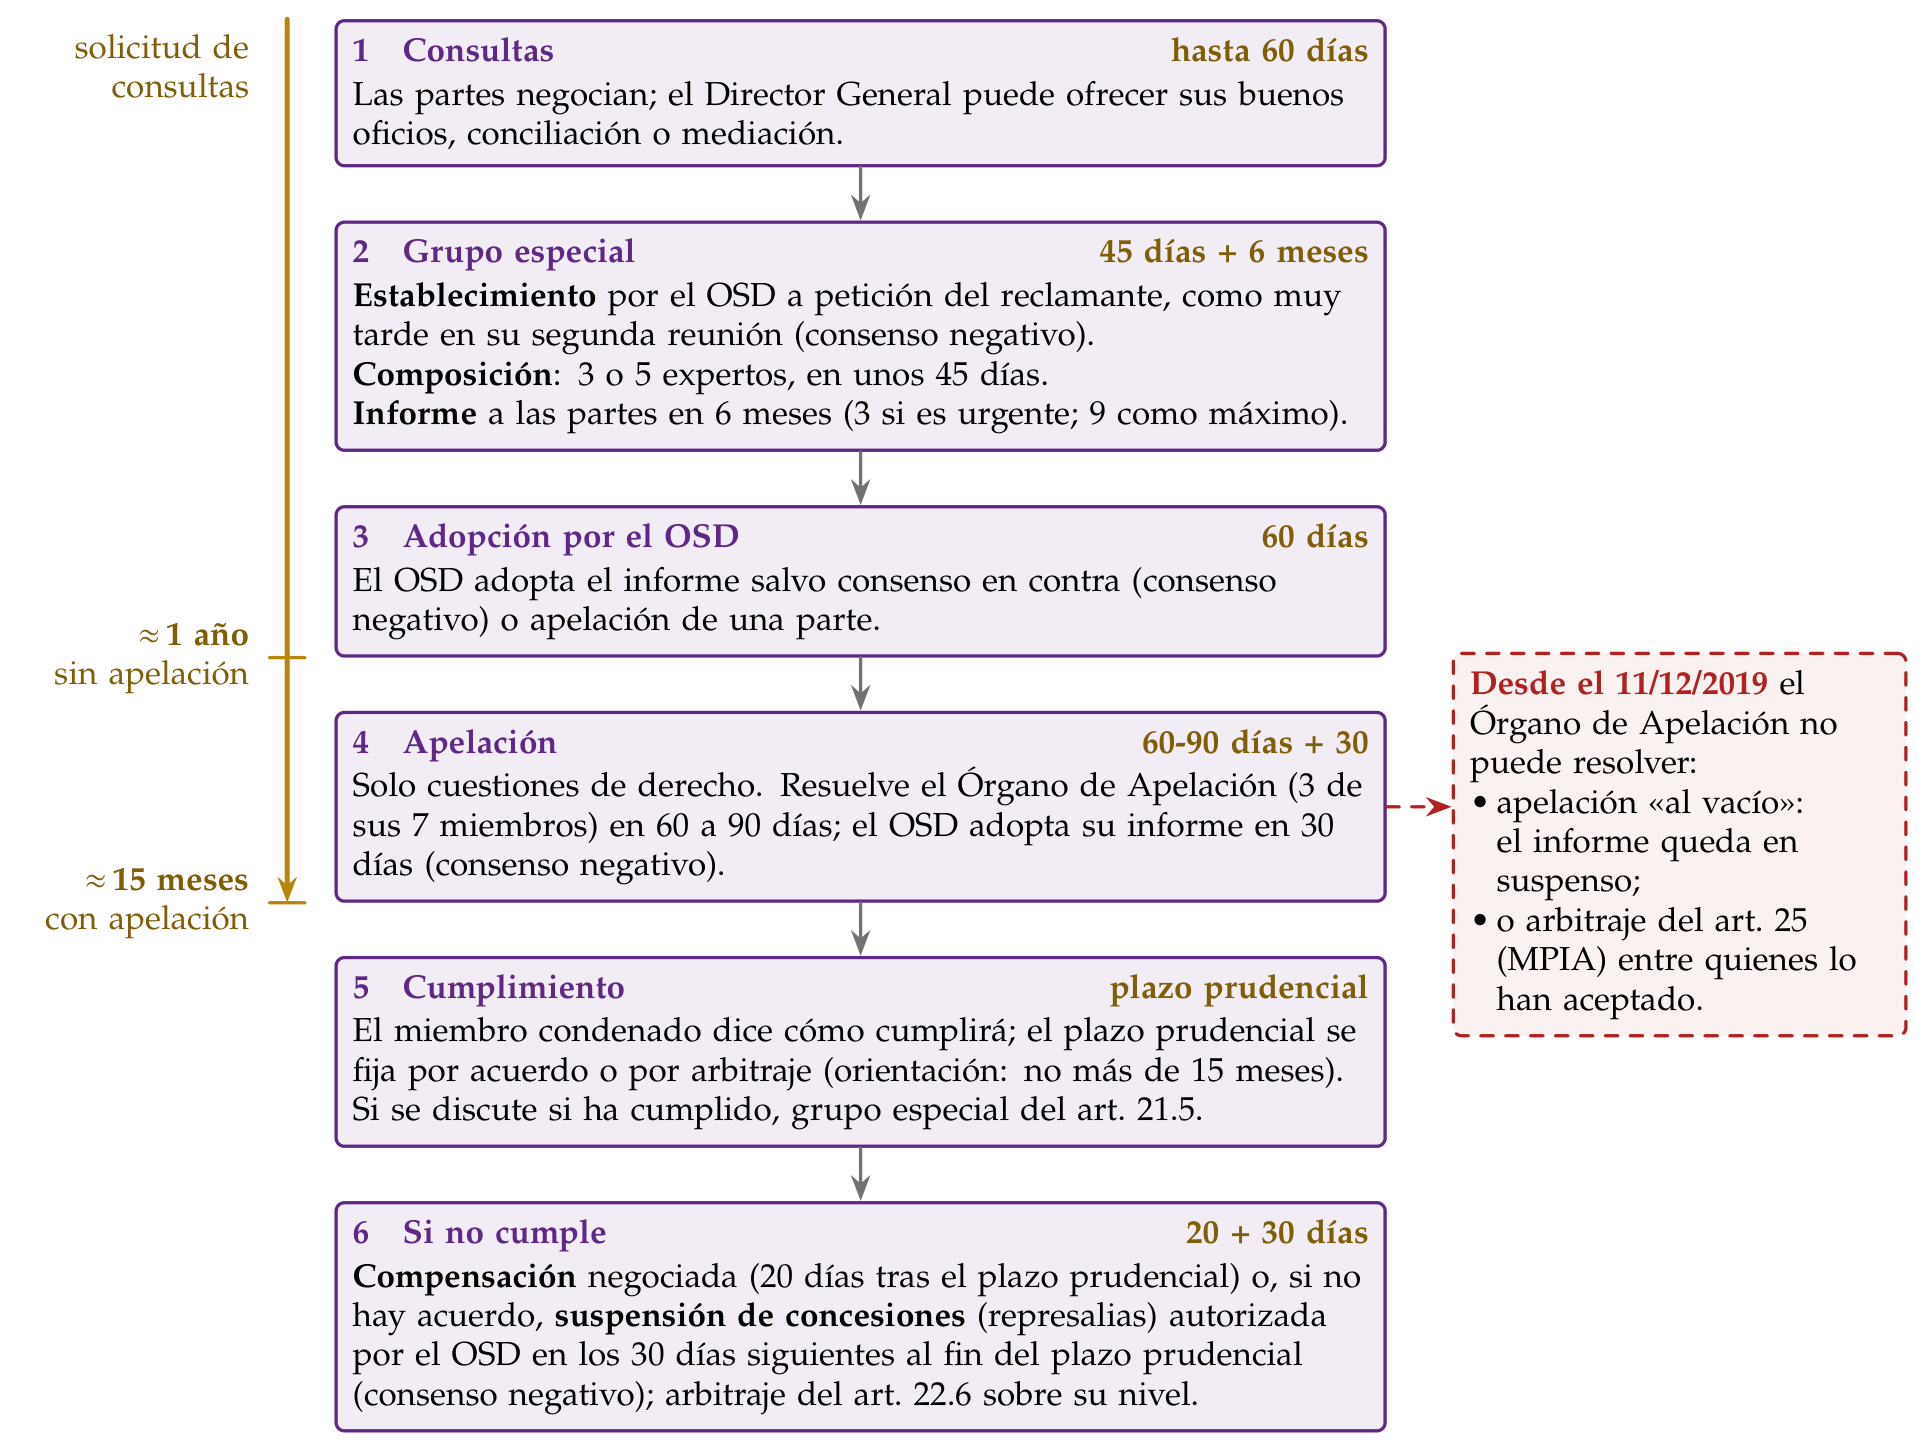 solicitud de
consultas
1 Consultas hasta 60 días
Las partes negocian; el Director General puede ofrecer sus buenos
oficios, conciliación o mediación.
2 Grupo especial 45 días + 6 meses
Establecimiento por el OSD a petición del reclamante, como muy
tarde en su segunda reunión (consenso negativo).
Composición: 3 o 5 expertos, en unos 45 días.
Informe a las partes en 6 meses (3 si es urgente; 9 como máximo).
3 Adopción por el OSD 60 días
El OSD adopta el informe salvo consenso en contra (consenso
negativo) o apelación de una parte.
≈ 1 año
sin apelación
4 Apelación 60-90 días + 30
Solo cuestiones de derecho. Resuelve el Órgano de Apelación (3 de
sus 7 miembros) en 60 a 90 días; el OSD adopta su informe en 30
días (consenso negativo).
≈ 15 meses
con apelación
Desde el 11/12/2019 el
Órgano de Apelación no
puede resolver:
• apelación «al vacío»:
el informe queda en
suspenso;
• o arbitraje del art. 25
(MPIA) entre quienes lo
han aceptado.
5 Cumplimiento plazo prudencial
El miembro condenado dice cómo cumplirá; el plazo prudencial se
fija por acuerdo o por arbitraje (orientación: no más de 15 meses).
Si se discute si ha cumplido, grupo especial del art. 21.5.
6 Si no cumple 20 + 30 días
Compensación negociada (20 días tras el plazo prudencial) o, si no
hay acuerdo, suspensión de concesiones (represalias) autorizada
por el OSD en los 30 días siguientes al fin del plazo prudencial
(consenso negativo); arbitraje del art. 22.6 sobre su nivel.